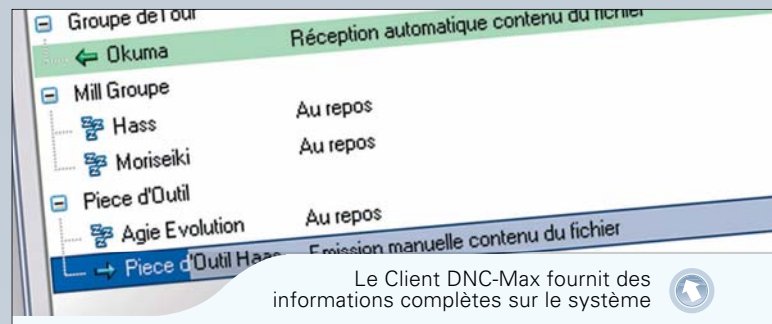 Groupe de Tour
Okuma Réception automatique contenu du fichier
Mill Groupe
Hass Au repos
Moriseiki Au repos
Piece d'Outil
Agie Evolution Au repos
Piece d'Outil Haas Emission manuelle contenu du fichier
Le Client DNC-Max fournit des
informations complètes sur le système